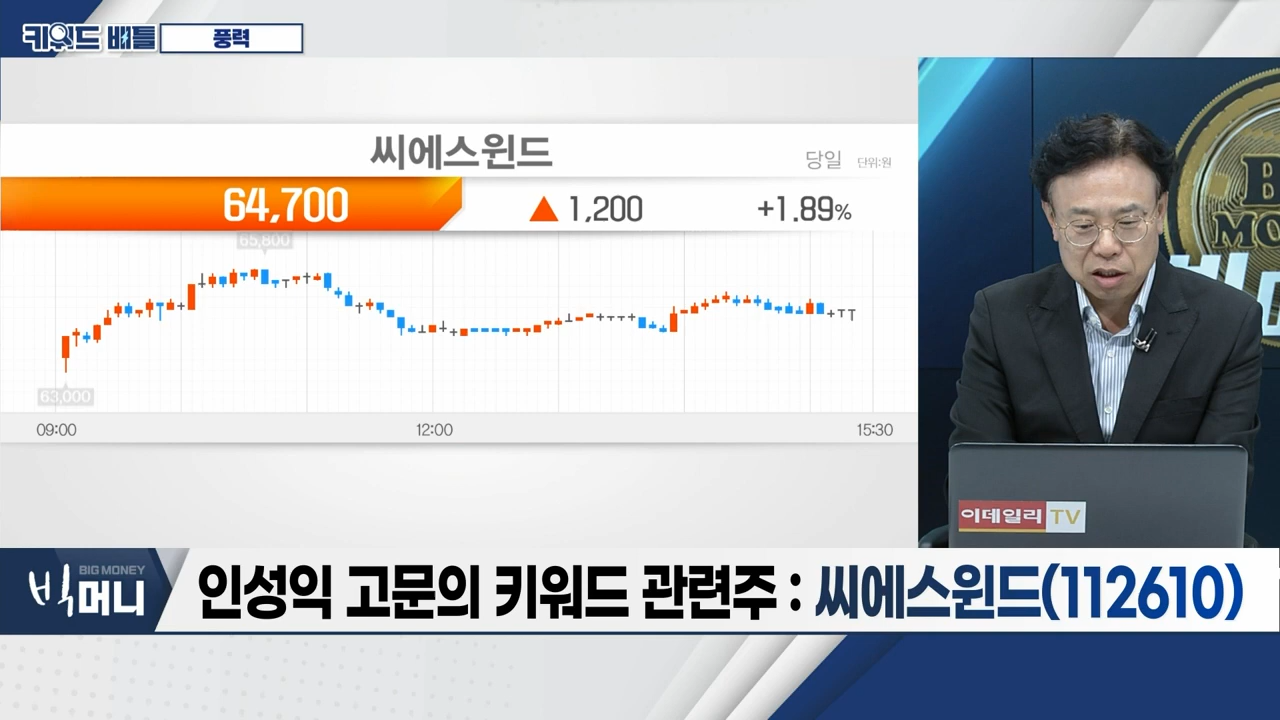 키워드 배틀 풍력
씨에스윈드
당일 단위:원
64,700 ▲ 1,200 +1.89%
65,800
63,000
09:00 12:00 15:30
이데일리 TV
BIG MONEY
빅머니
인성익 고문의 키워드 관련주 : 씨에스윈드(112610)